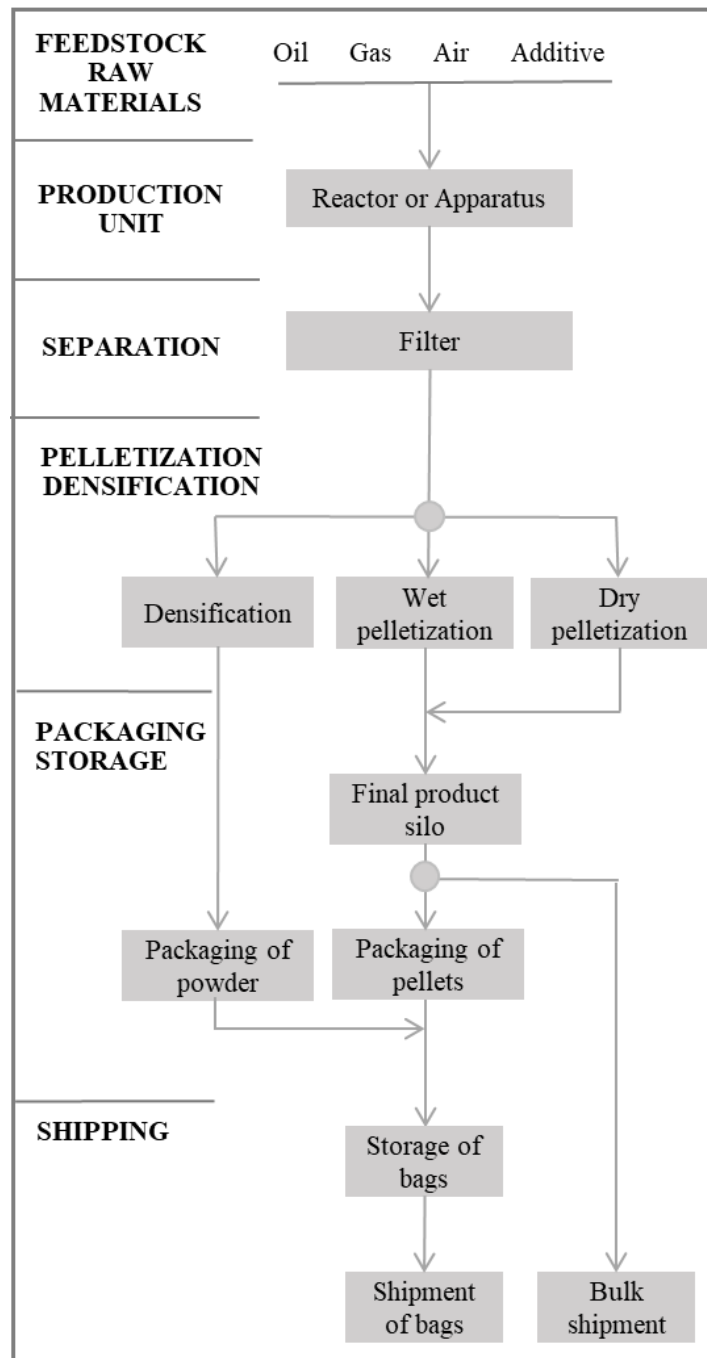 FEEDSTOCK
RAW
MATERIALS
Oil Gas Air Additive
PRODUCTION
UNIT
Reactor or Apparatus
SEPARATION
Filter
PELLETIZATION
DENSIFICATION
Densification
Wet
pelletization
Dry
pelletization
PACKAGING
STORAGE
Final product
silo
Packaging of
powder
Packaging of
pellets
SHIPPING
Storage of
bags
Shipment
of bags
Bulk
shipment